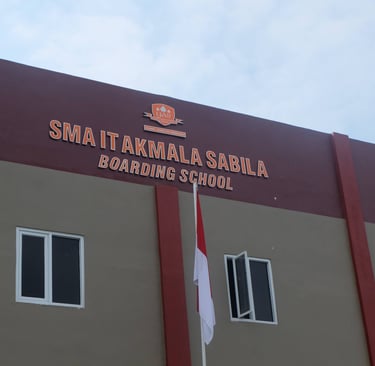 SMA IT AKMALA SABILA
BOARDING SCHOOL